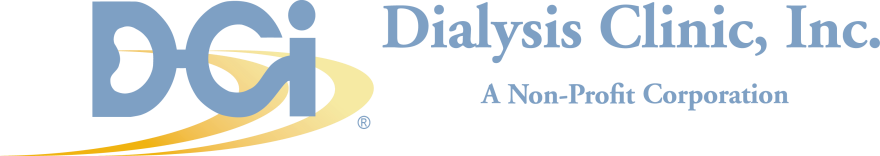 DCi
Dialysis Clinic, Inc.
A Non-Profit Corporation
®